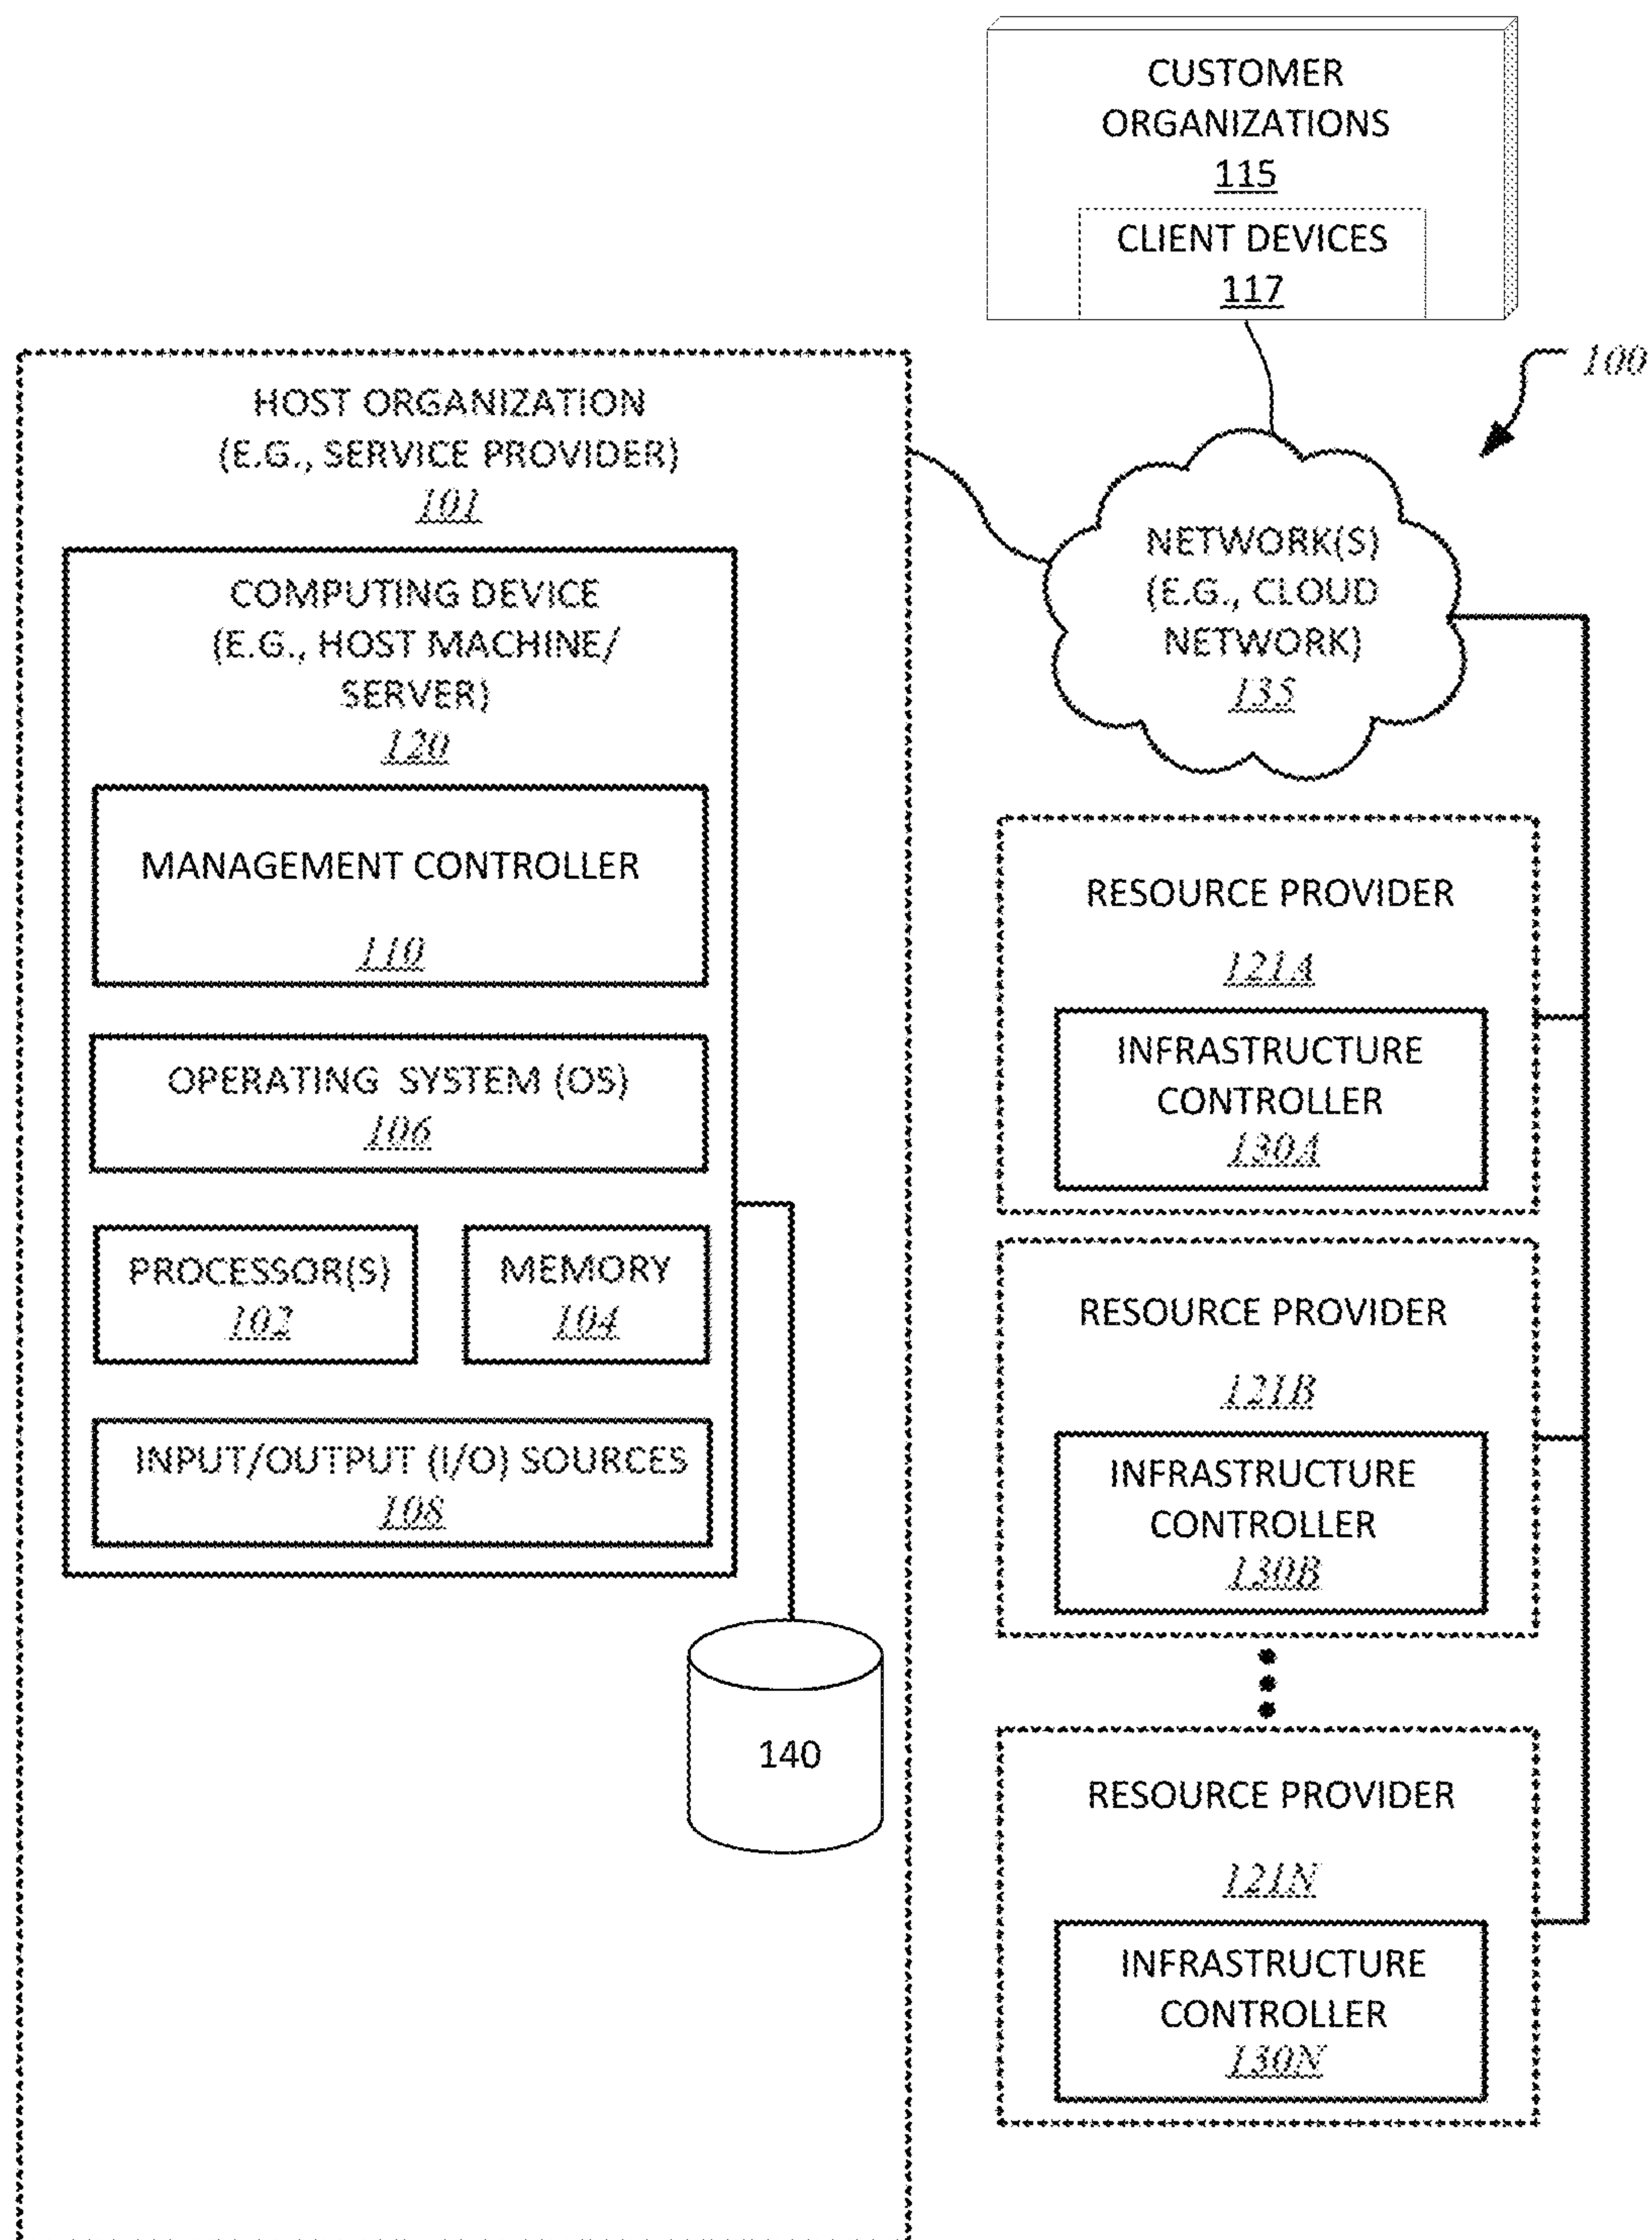 CUSTOMER
ORGANIZATIONS
115
CLIENT DEVICES
117
100
HOST ORGANIZATION
(E.G., SERVICE PROVIDER)
101
COMPUTING DEVICE
(E.G., HOST MACHINE/
SERVER)
120
MANAGEMENT CONTROLLER
110
OPERATING SYSTEM (OS)
106
PROCESSOR(S)
102
MEMORY
104
INPUT/OUTPUT (I/O) SOURCES
108
140
NETWORK(S)
(E.G., CLOUD
NETWORK)
135
RESOURCE PROVIDER
121A
INFRASTRUCTURE
CONTROLLER
130A
RESOURCE PROVIDER
121B
INFRASTRUCTURE
CONTROLLER
130B
RESOURCE PROVIDER
121N
INFRASTRUCTURE
CONTROLLER
130N